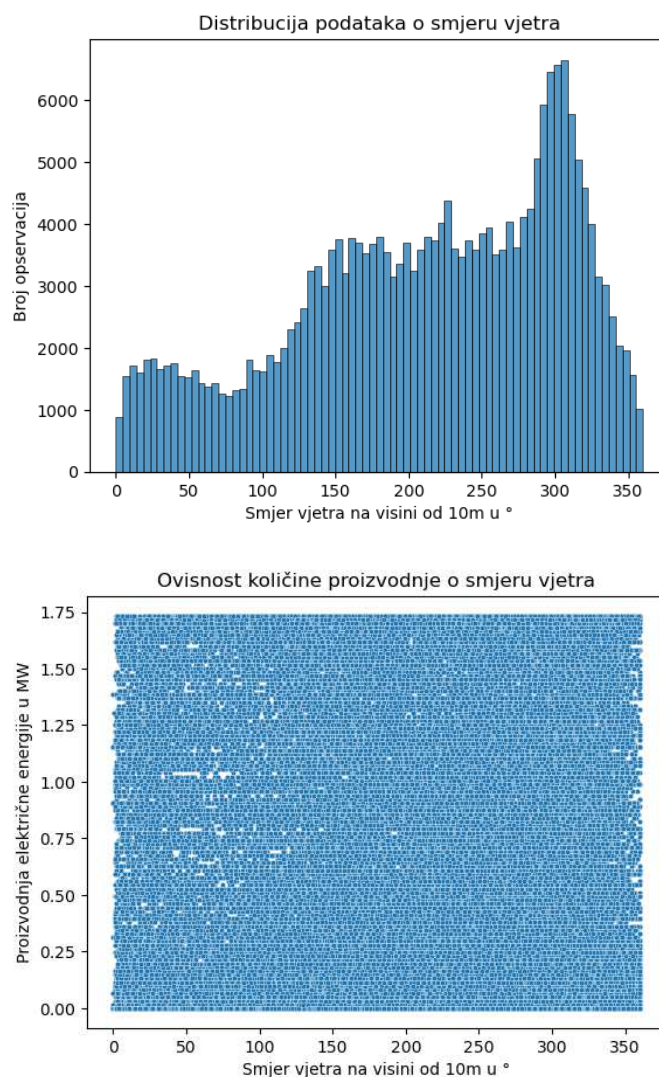 Distribucija podataka o smjeru vjetra
Broj opservacija
6000
5000
4000
3000
2000
1000
0
0 50 100 150 200 250 300 350
Smjer vjetra na visini od 10m u °
Ovisnost količine proizvodnje o smjeru vjetra
Proizvodnja električne energije u MW
1.75
1.50
1.25
1.00
0.75
0.50
0.25
0.00
0 50 100 150 200 250 300 350
Smjer vjetra na visini od 10m u °